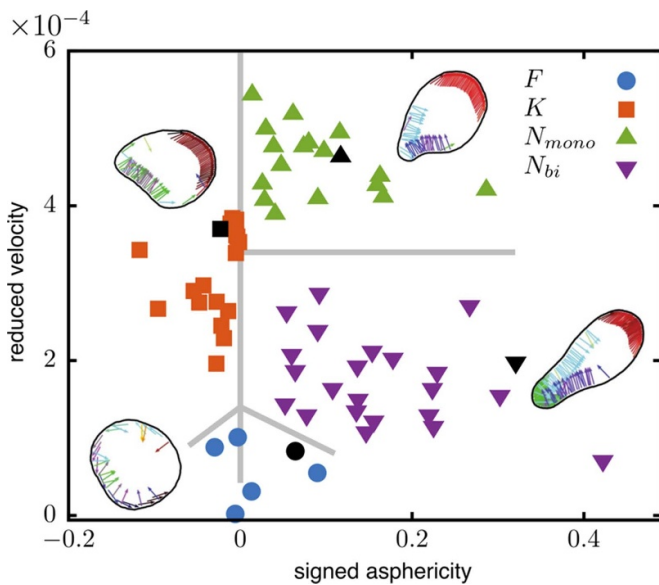 ×10⁻⁴
6
F
K
N_mono
N_bi
4
reduced velocity
2
0
−0.2 0 0.2 0.4
signed asphericity